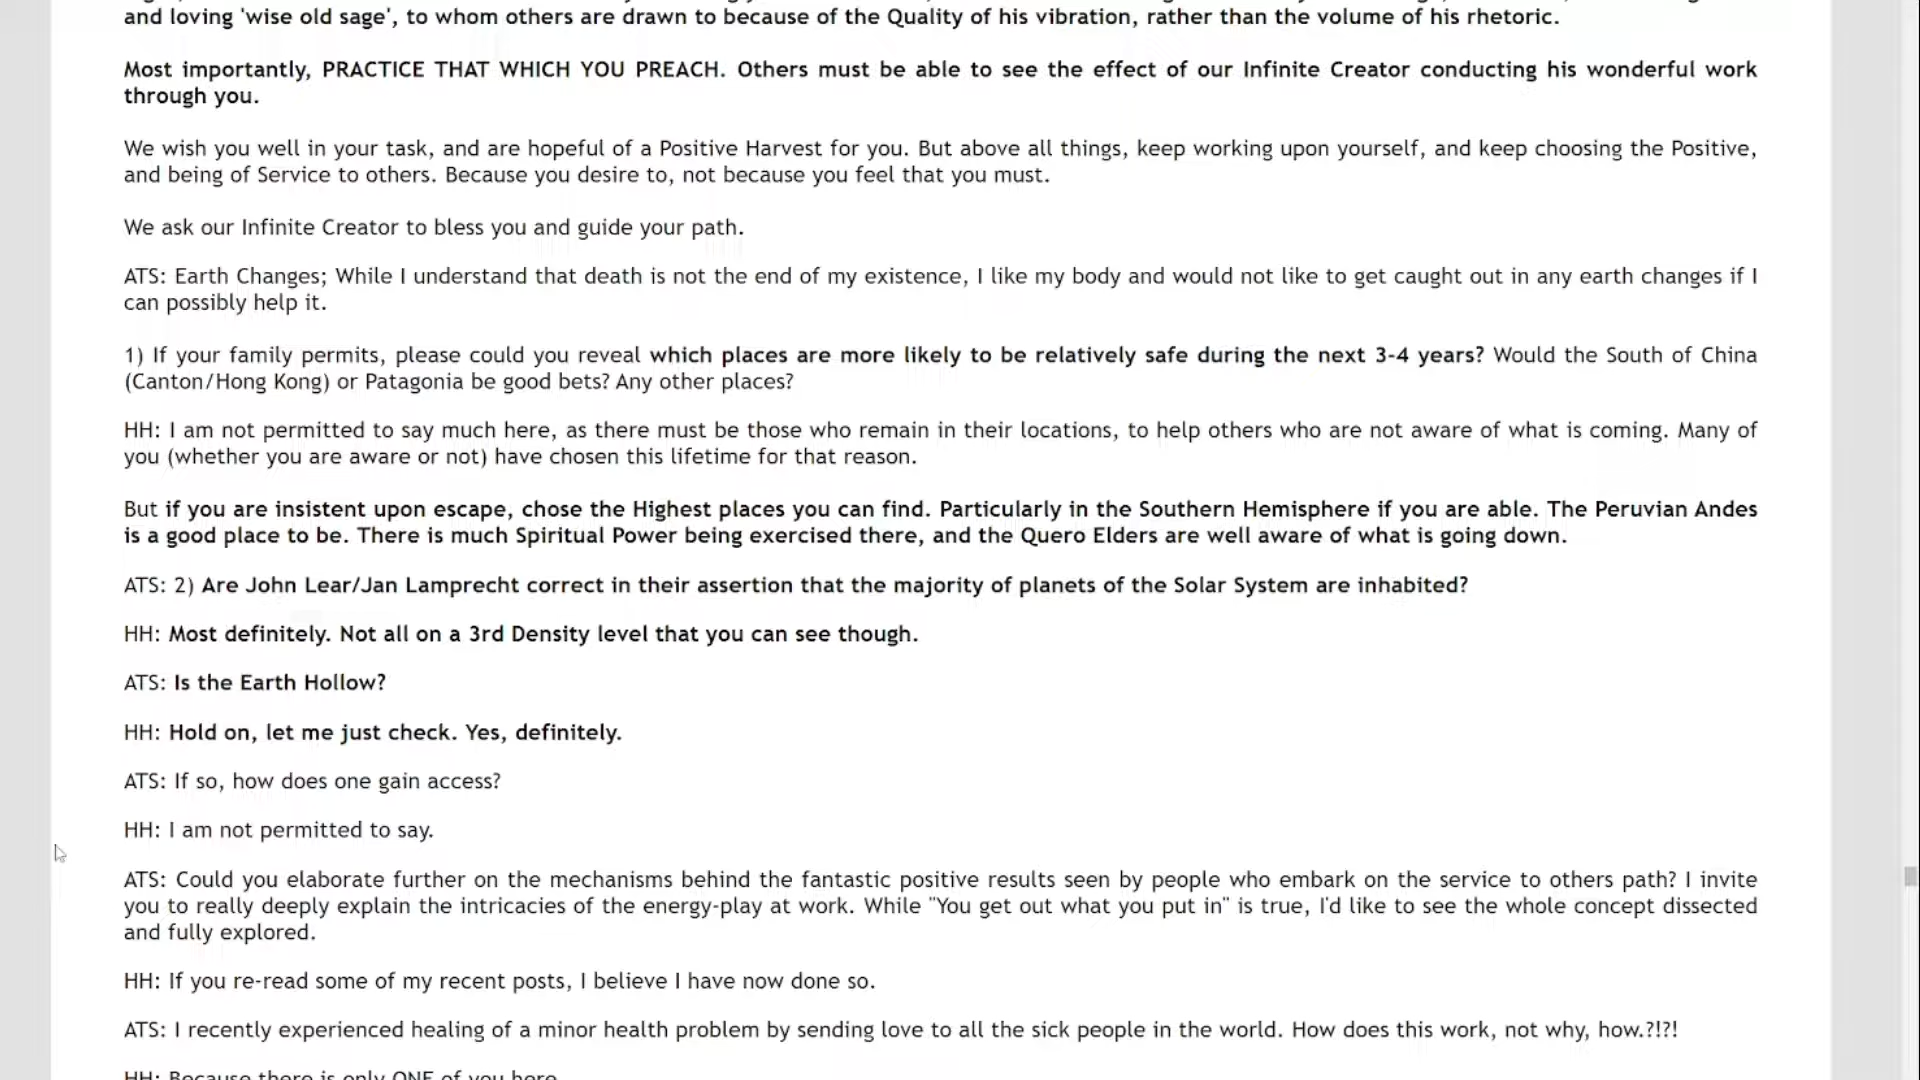 and loving 'wise old sage', to whom others are drawn to because of the Quality of his vibration, rather than the volume of his rhetoric.
Most importantly, PRACTICE THAT WHICH YOU PREACH. Others must be able to see the effect of our Infinite Creator conducting his wonderful work
through you.
We wish you well in your task, and are hopeful of a Positive Harvest for you. But above all things, keep working upon yourself, and keep choosing the Positive,
and being of Service to others. Because you desire to, not because you feel that you must.
We ask our Infinite Creator to bless you and guide your path.
ATS: Earth Changes; While I understand that death is not the end of my existence, I like my body and would not like to get caught out in any earth changes if I
can possibly help it.
1) If your family permits, please could you reveal which places are more likely to be relatively safe during the next 3-4 years? Would the South of China
(Canton/Hong Kong) or Patagonia be good bets? Any other places?
HH: I am not permitted to say much here, as there must be those who remain in their locations, to help others who are not aware of what is coming. Many of
you (whether you are aware or not) have chosen this lifetime for that reason.
But if you are insistent upon escape, chose the Highest places you can find. Particularly in the Southern Hemisphere if you are able. The Peruvian Andes
is a good place to be. There is much Spiritual Power being exercised there, and the Quero Elders are well aware of what is going down.
ATS: 2) Are John Lear/Jan Lamprecht correct in their assertion that the majority of planets of the Solar System are inhabited?
HH: Most definitely. Not all on a 3rd Density level that you can see though.
ATS: Is the Earth Hollow?
HH: Hold on, let me just check. Yes, definitely.
ATS: If so, how does one gain access?
HH: I am not permitted to say.
ATS: Could you elaborate further on the mechanisms behind the fantastic positive results seen by people who embark on the service to others path? I invite
you to really deeply explain the intricacies of the energy-play at work. While "You get out what you put in" is true, I'd like to see the whole concept dissected
and fully explored.
HH: If you re-read some of my recent posts, I believe I have now done so.
ATS: I recently experienced healing of a minor health problem by sending love to all the sick people in the world. How does this work, not why, how.?!?!
HH: Because there is only ONE of you here.